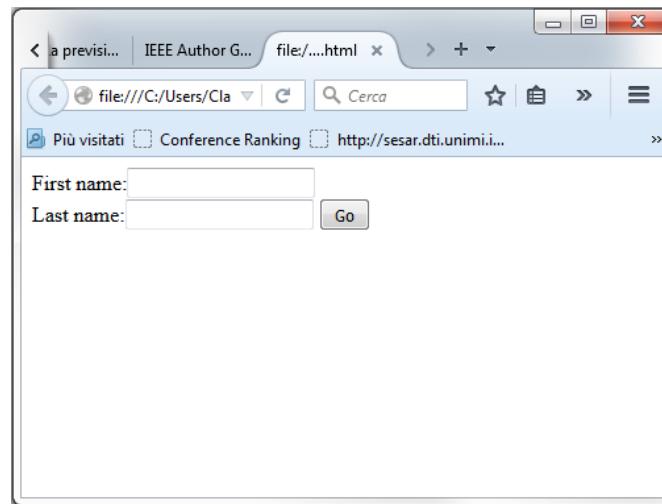 a previsi... IEEE Author G... file:/....html
file:///C:/Users/Cla Cerca
Più visitati Conference Ranking http://sesar.dti.unimi.i...
First name:
Last name: Go